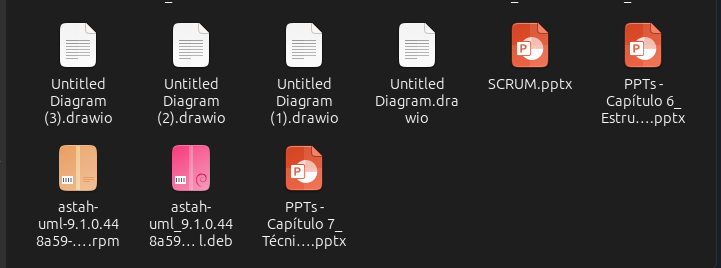 Untitled
Diagram
(3).drawio
Untitled
Diagram
(2).drawio
Untitled
Diagram
(1).drawio
Untitled
Diagram.dra
wio
SCRUM.pptx
PPTs -
Capítulo 6_
Estru….pptx
astah-
uml-9.1.0.44
8a59-….rpm
astah-
uml_9.1.0.44
8a59… l.deb
PPTs -
Capítulo 7_
Técni….pptx